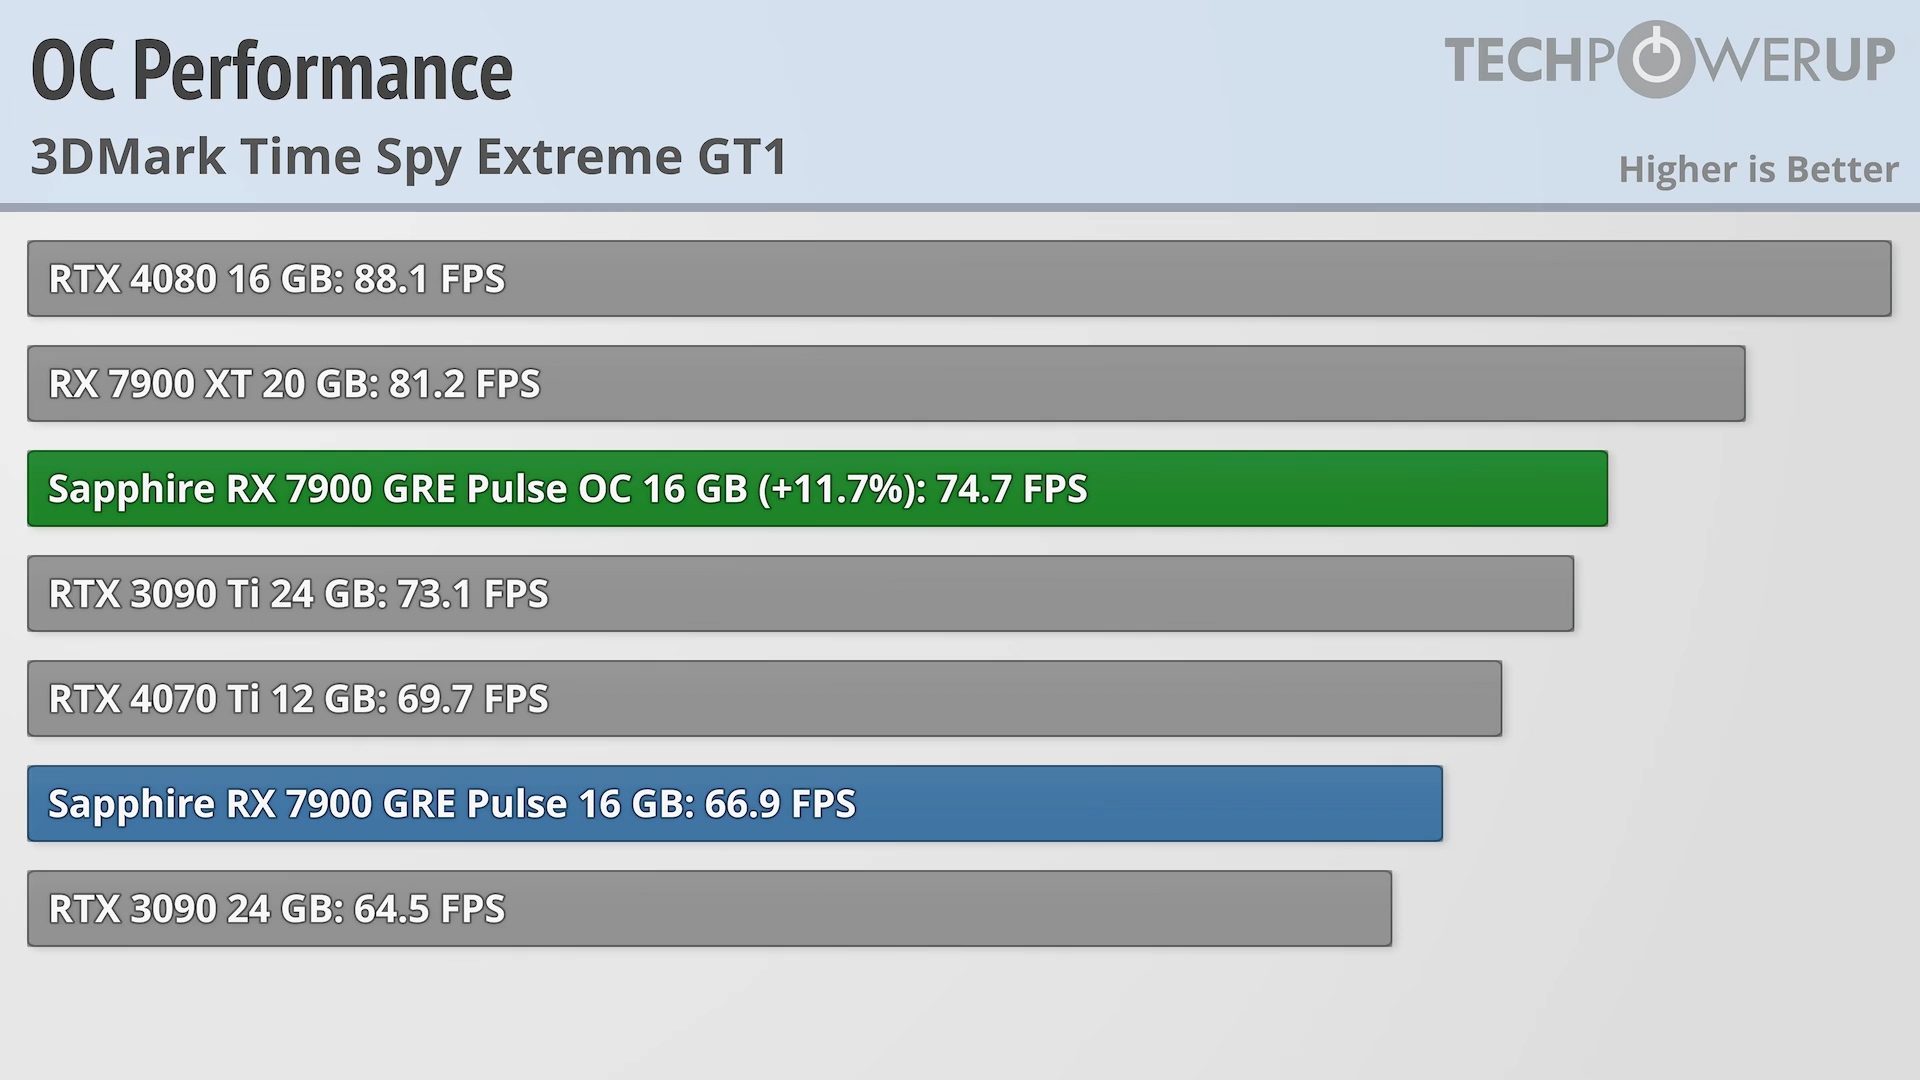 OC Performance
TECHPOWERUP
3DMark Time Spy Extreme GT1
Higher is Better
RTX 4080 16 GB: 88.1 FPS
RX 7900 XT 20 GB: 81.2 FPS
Sapphire RX 7900 GRE Pulse OC 16 GB (+11.7%): 74.7 FPS
RTX 3090 Ti 24 GB: 73.1 FPS
RTX 4070 Ti 12 GB: 69.7 FPS
Sapphire RX 7900 GRE Pulse 16 GB: 66.9 FPS
RTX 3090 24 GB: 64.5 FPS